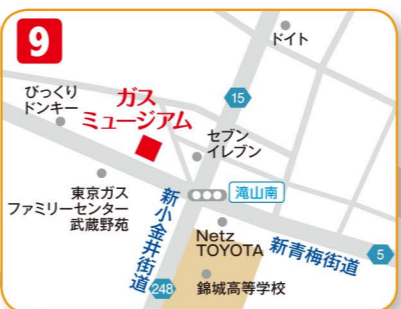 9
ドイト
びっくり
ドンキー
ガス
ミュージアム
15
セブン
イレブン
東京ガス
ファミリーセンター
武蔵野苑
新小金井街道
滝山南
Netz
TOYOTA
新青梅街道
5
248
錦城高等学校